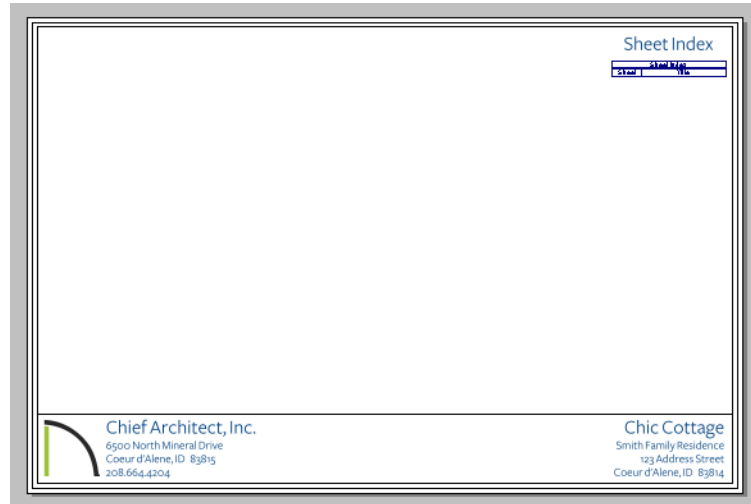 Sheet Index
Sheet Index
Sheet Title
Chief Architect, Inc.
6500 North Mineral Drive
Coeur d'Alene, ID 83815
208.664.4204
Chic Cottage
Smith Family Residence
123 Address Street
Coeur d'Alene, ID 83814